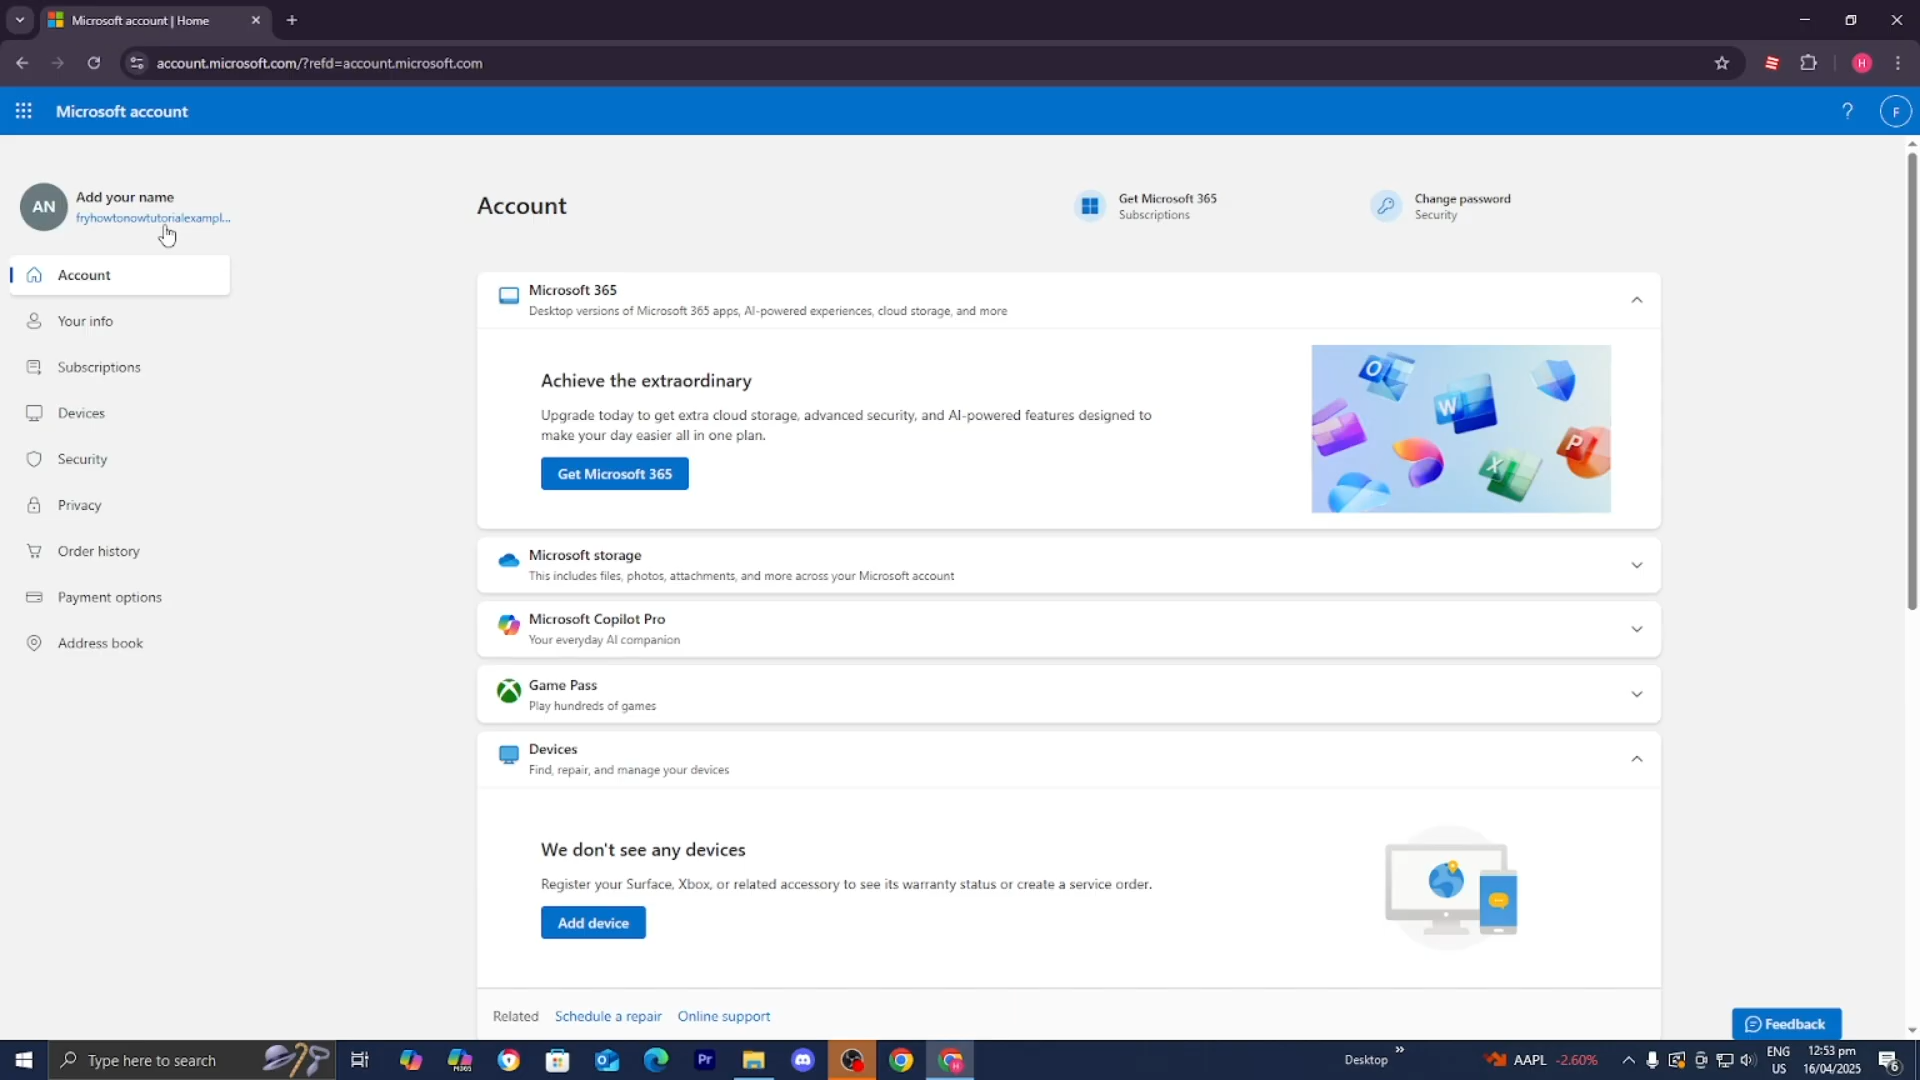 Microsoft account | Home
account.microsoft.com/?refd=account.microsoft.com
H
Microsoft account
?
F
AN
Add your name
fryhowtonowtutorialexampl...
Account
Your info
Subscriptions
Devices
Security
Privacy
Order history
Payment options
Address book
Account
Get Microsoft 365
Subscriptions
Change password
Security
Microsoft 365
Desktop versions of Microsoft 365 apps, AI-powered experiences, cloud storage, and more
Achieve the extraordinary
Upgrade today to get extra cloud storage, advanced security, and AI-powered features designed to
make your day easier all in one plan.
Get Microsoft 365
O
W
P
X
Microsoft storage
This includes files, photos, attachments, and more across your Microsoft account
Microsoft Copilot Pro
Your everyday AI companion
Game Pass
Play hundreds of games
Devices
Find, repair, and manage your devices
We don't see any devices
Register your Surface, Xbox, or related accessory to see its warranty status or create a service order.
Add device
Related Schedule a repair Online support
Feedback
Type here to search
M365
Pr
Desktop
AAPL -2.60%
ENG
US
12:53 pm
16/04/2025
6